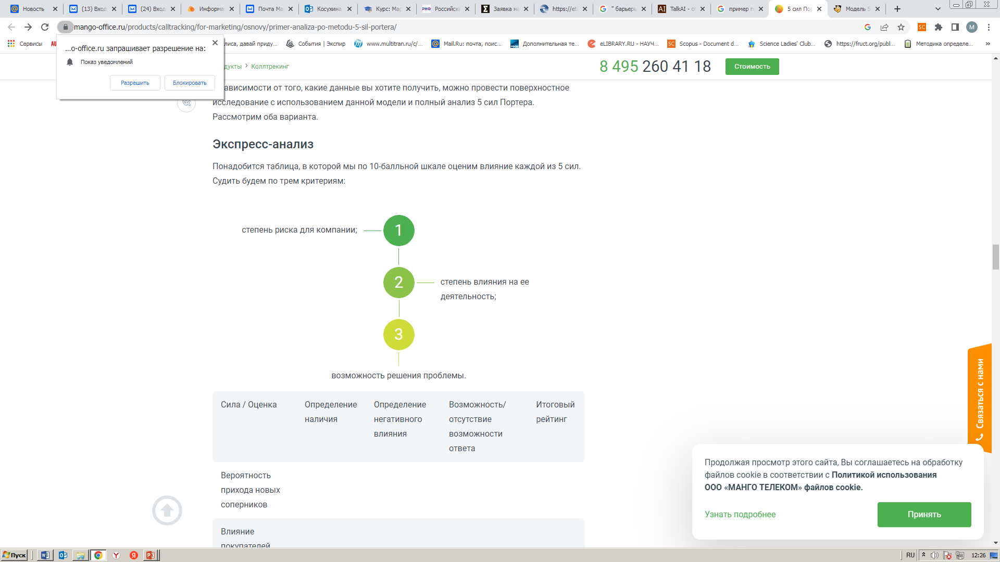 Новость
(13) Вход
(24) Вход
Информа
Почта Ma
Косухина
Курс: Мар
Российск
Заявка на
https://el
" барьеры
TalkAI - о
пример п
5 сил Пор
Модель 5
mango-office.ru/products/calltracking/for-marketing/osnovy/primer-analiza-po-metodu-5-sil-portera/
Сервисы
лиса, давай приду...
События | Экспир
www.multitran.ru/c/...
Mail.Ru: почта, поис...
Дополнительная те...
eLIBRARY.RU - НАУЧ...
Scopus - Document d...
Science Ladies' Club...
https://fruct.org/publ...
Методика определе...
...o-office.ru запрашивает разрешение на:
Показ уведомлений
Разрешить
Блокировать
дукты > Коллтрекинг
8 495 260 41 18
Стоимость
ависимости от того, какие данные вы хотите получить, можно провести поверхностное
исследование с использованием данной модели и полный анализ 5 сил Портера.
Рассмотрим оба варианта.
Экспресс-анализ
Понадобится таблица, в которой мы по 10-балльной шкале оценим влияние каждой из 5 сил.
Судить будем по трем критериям:
степень риска для компании;
1
2
степень влияния на ее
деятельность;
3
возможность решения проблемы.
Сила / Оценка
Определение
наличия
Определение
негативного
влияния
Возможность/
отсутствие
возможности
ответа
Итоговый
рейтинг
Вероятность
прихода новых
соперников
Влияние
покупателей
Связаться с нами
Продолжая просмотр этого сайта, Вы соглашаетесь на обработку
файлов cookie в соответствии с Политикой использования
ООО «МАНГО ТЕЛЕКОМ» файлов cookie.
Узнать подробнее
Принять
Пуск
RU
12:26